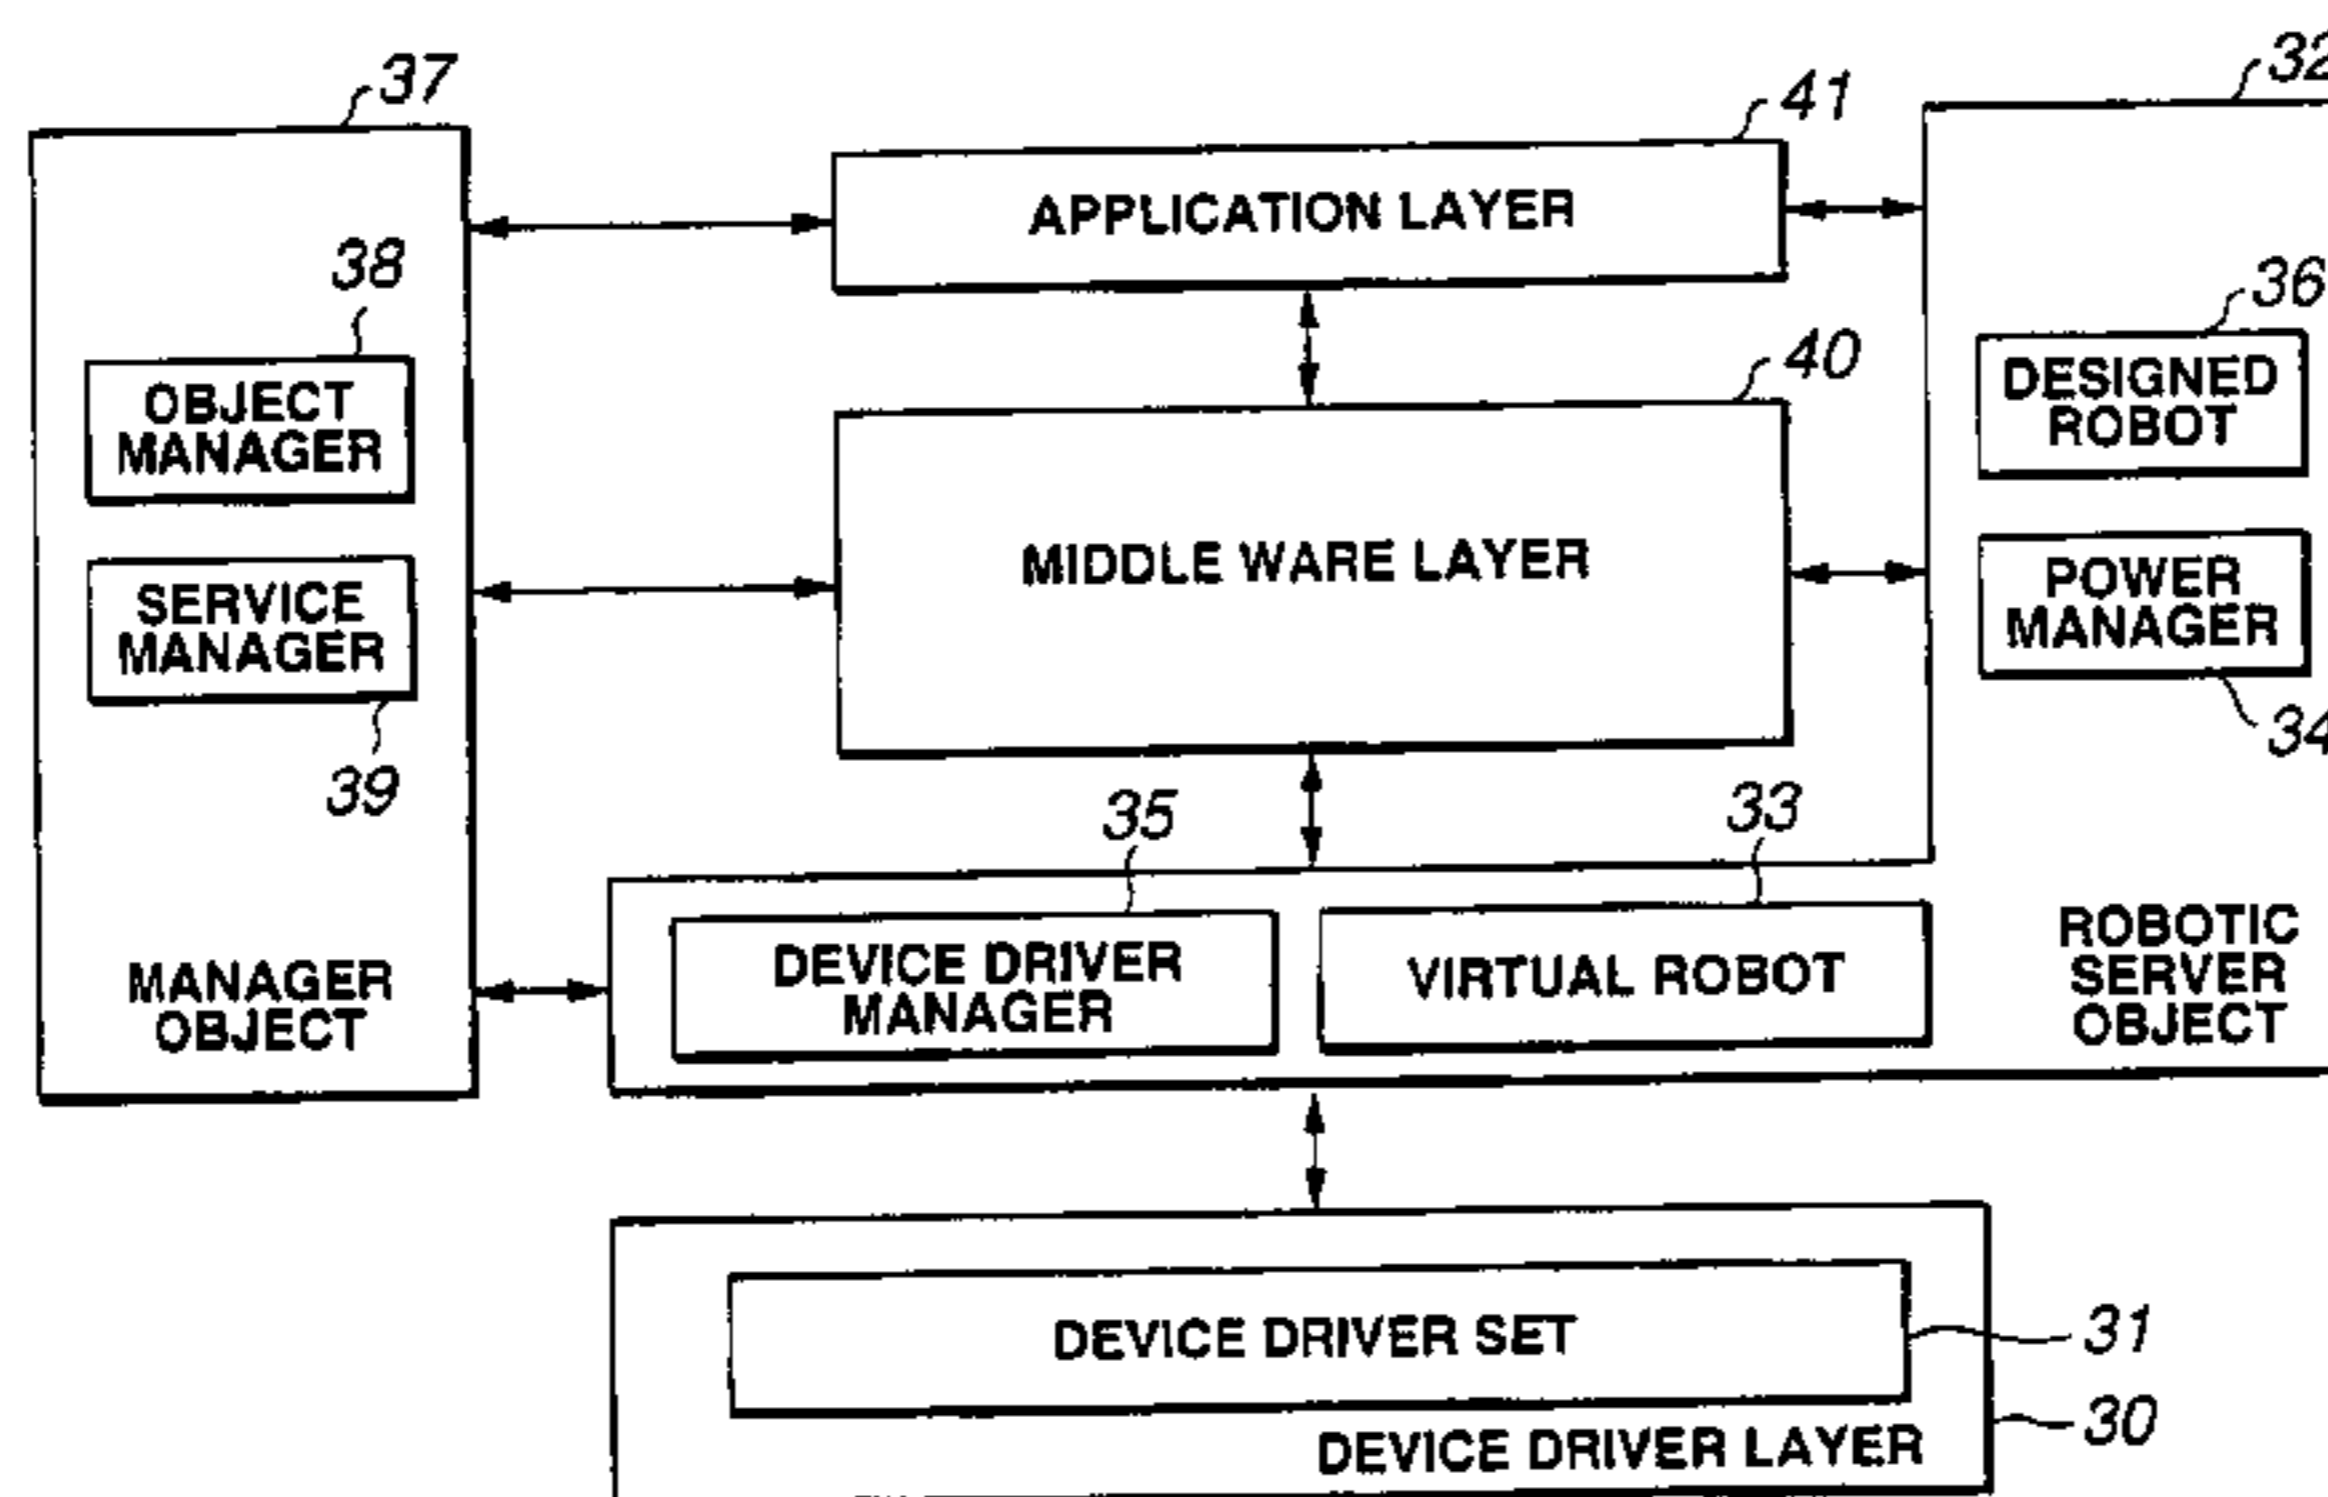 37
41
32
APPLICATION LAYER
38
36
40
OBJECT
MANAGER
DESIGNED
ROBOT
MIDDLE WARE LAYER
SERVICE
MANAGER
POWER
MANAGER
39
34
35
33
DEVICE DRIVER
MANAGER
VIRTUAL ROBOT
MANAGER
OBJECT
ROBOTIC
SERVER
OBJECT
DEVICE DRIVER SET
31
30
DEVICE DRIVER LAYER